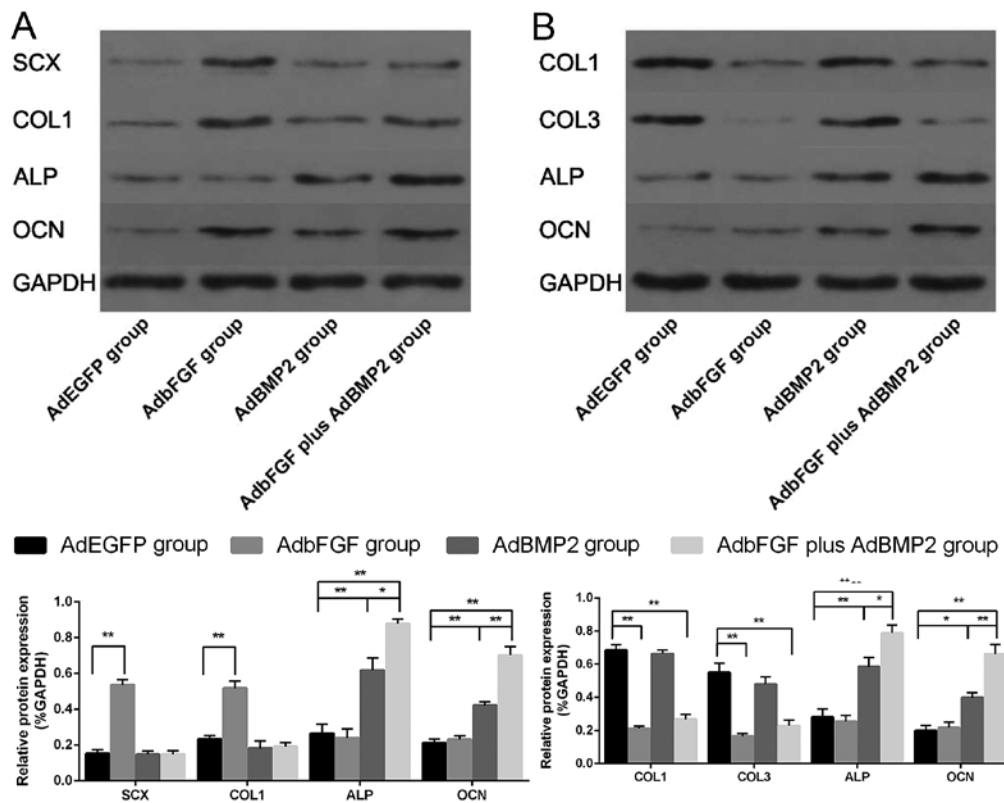 A
B
SCX
COL1
ALP
OCN
GAPDH
COL1
COL3
ALP
OCN
GAPDH
AdEGFP group
AdbFGF group
AdBMP2 group
AdbFGF plus AdBMP2 group
AdEGFP group
AdbFGF group
AdBMP2 group
AdbFGF plus AdBMP2 group
AdEGFP group
AdbFGF group
AdBMP2 group
AdbFGF plus AdBMP2 group
Relative protein expression
(%GAPDH)
1.0
0.8
0.6
0.4
0.2
0.0
**
**
**
**
*
**
**
**
SCX
COL1
ALP
OCN
Relative protein expression
(%GAPDH)
1.0
0.8
0.6
0.4
0.2
0.0
**
**
**
**
**
*
**
*
**
COL1
COL3
ALP
OCN